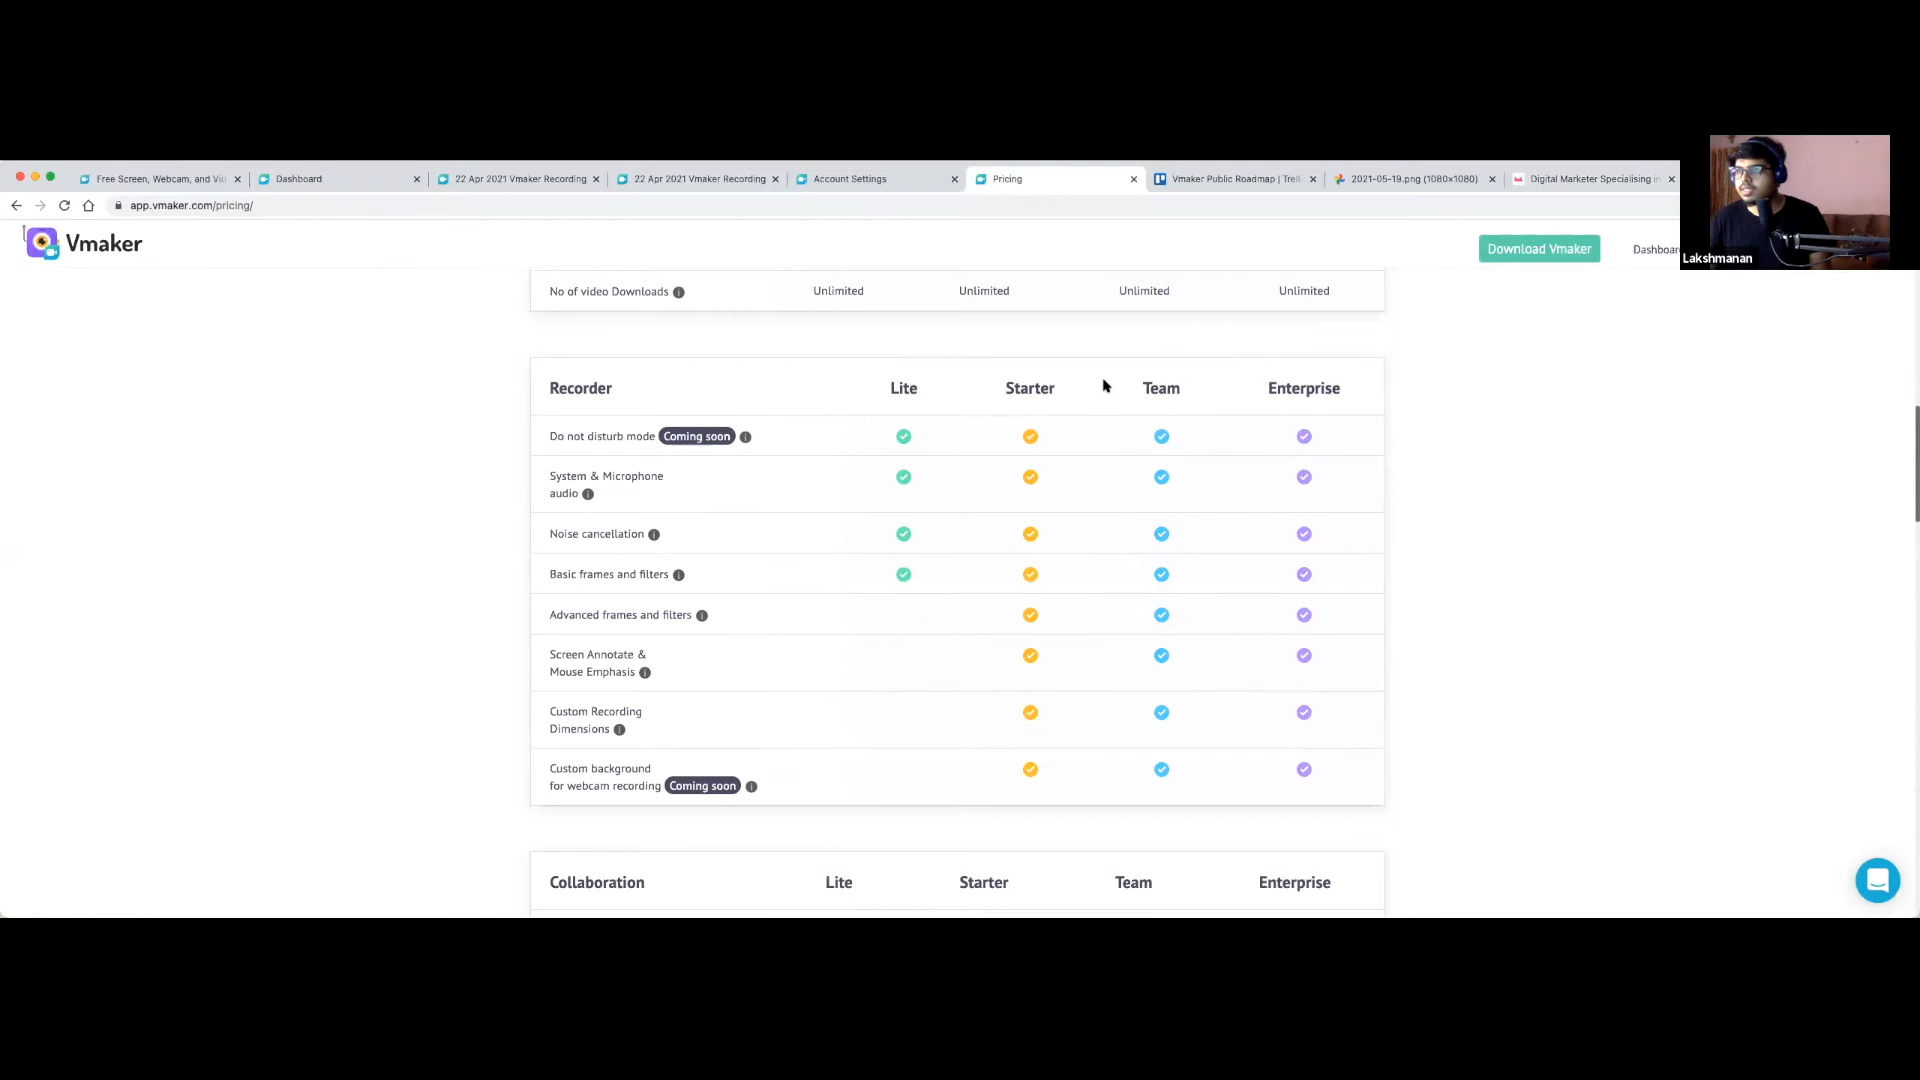 Free Screen, Webcam, and Vid
Dashboard
22 Apr 2021 Vmaker Recording
22 Apr 2021 Vmaker Recording
Account Settings
Pricing
Vmaker Public Roadmap | Trell
2021-05-19.png (1080×1080)
Digital Marketer Specialising in
app.vmaker.com/pricing/
Vmaker
Download Vmaker
Dashboar
Lakshmanan
No of video Downloads Unlimited Unlimited Unlimited Unlimited
Recorder Lite Starter Team Enterprise
Do not disturb mode Coming soon
System & Microphone
audio
Noise cancellation
Basic frames and filters
Advanced frames and filters
Screen Annotate &
Mouse Emphasis
Custom Recording
Dimensions
Custom background
for webcam recording Coming soon
Collaboration Lite Starter Team Enterprise